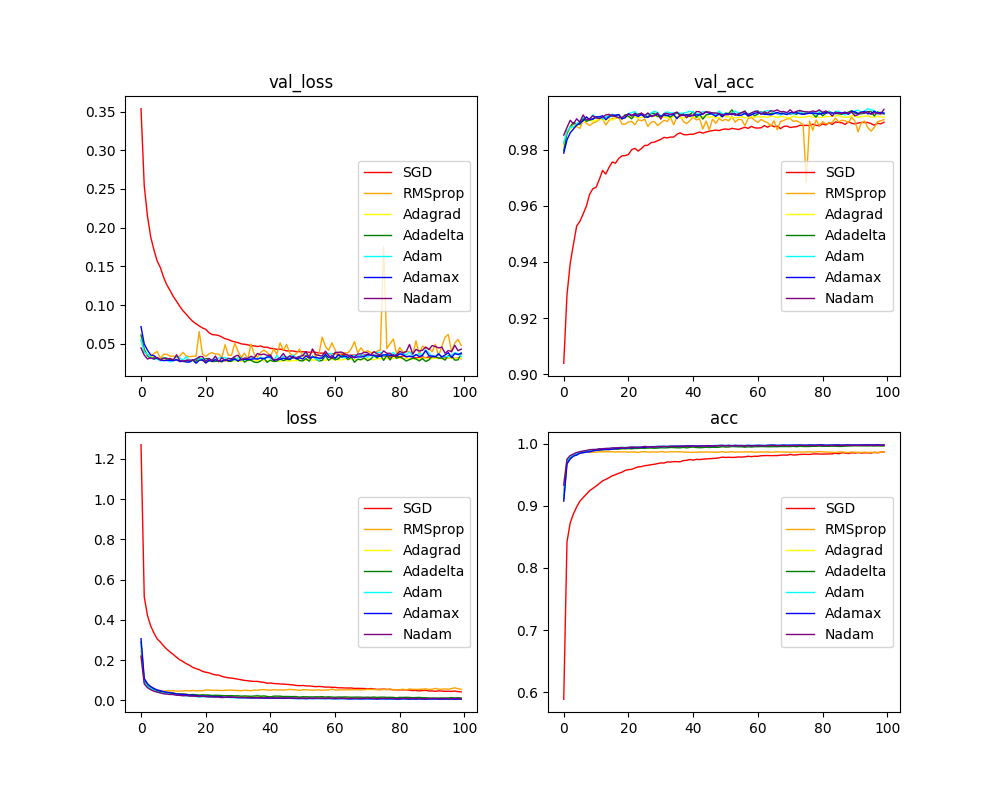 val_loss
0.35
0.30
0.25
0.20
0.15
0.10
0.05
0 20 40 60 80 100
SGD
RMSprop
Adagrad
Adadelta
Adam
Adamax
Nadam
val_acc
0.98
0.96
0.94
0.92
0.90
0 20 40 60 80 100
SGD
RMSprop
Adagrad
Adadelta
Adam
Adamax
Nadam
loss
1.2
1.0
0.8
0.6
0.4
0.2
0.0
0 20 40 60 80 100
SGD
RMSprop
Adagrad
Adadelta
Adam
Adamax
Nadam
acc
1.0
0.9
0.8
0.7
0.6
0 20 40 60 80 100
SGD
RMSprop
Adagrad
Adadelta
Adam
Adamax
Nadam